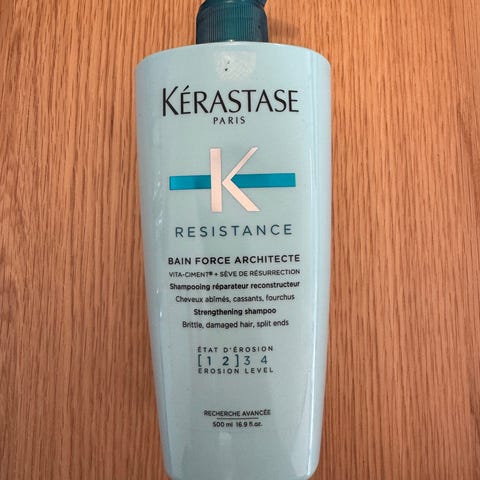 KÉRASTASE
PARIS
K
RESISTANCE
BAIN FORCE ARCHITECTE
VITA-CIMENT® + SÈVE DE RÉSURRECTION
Shampooing réparateur reconstructeur
Cheveux abîmés, cassants, fourchus
Strengthening shampoo
Brittle, damaged hair, split ends
ÉTAT D'ÉROSION
[1 2] 3 4
EROSION LEVEL
RECHERCHE AVANCÉE
500 ml 16.9 fl.oz.